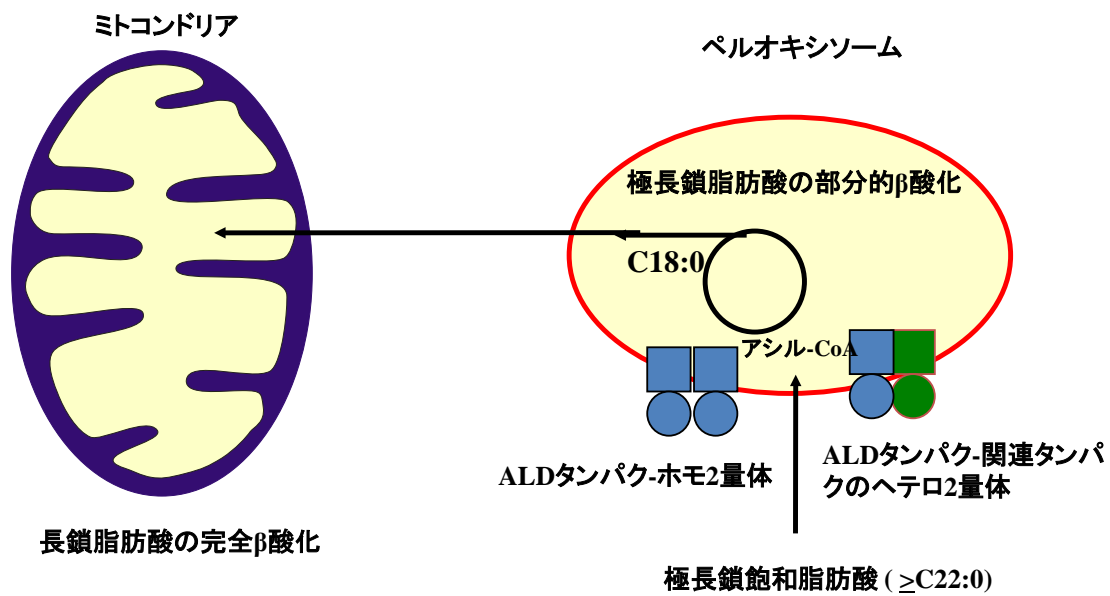 ミトコンドリア
ペルオキシソーム
極長鎖脂肪酸の部分的β酸化
C18:0
アシル-CoA
ALDタンパク-ホモ2量体
ALDタンパク-関連タンパ
クのヘテロ2量体
長鎖脂肪酸の完全β酸化
極長鎖飽和脂肪酸 ( ≥C22:0)